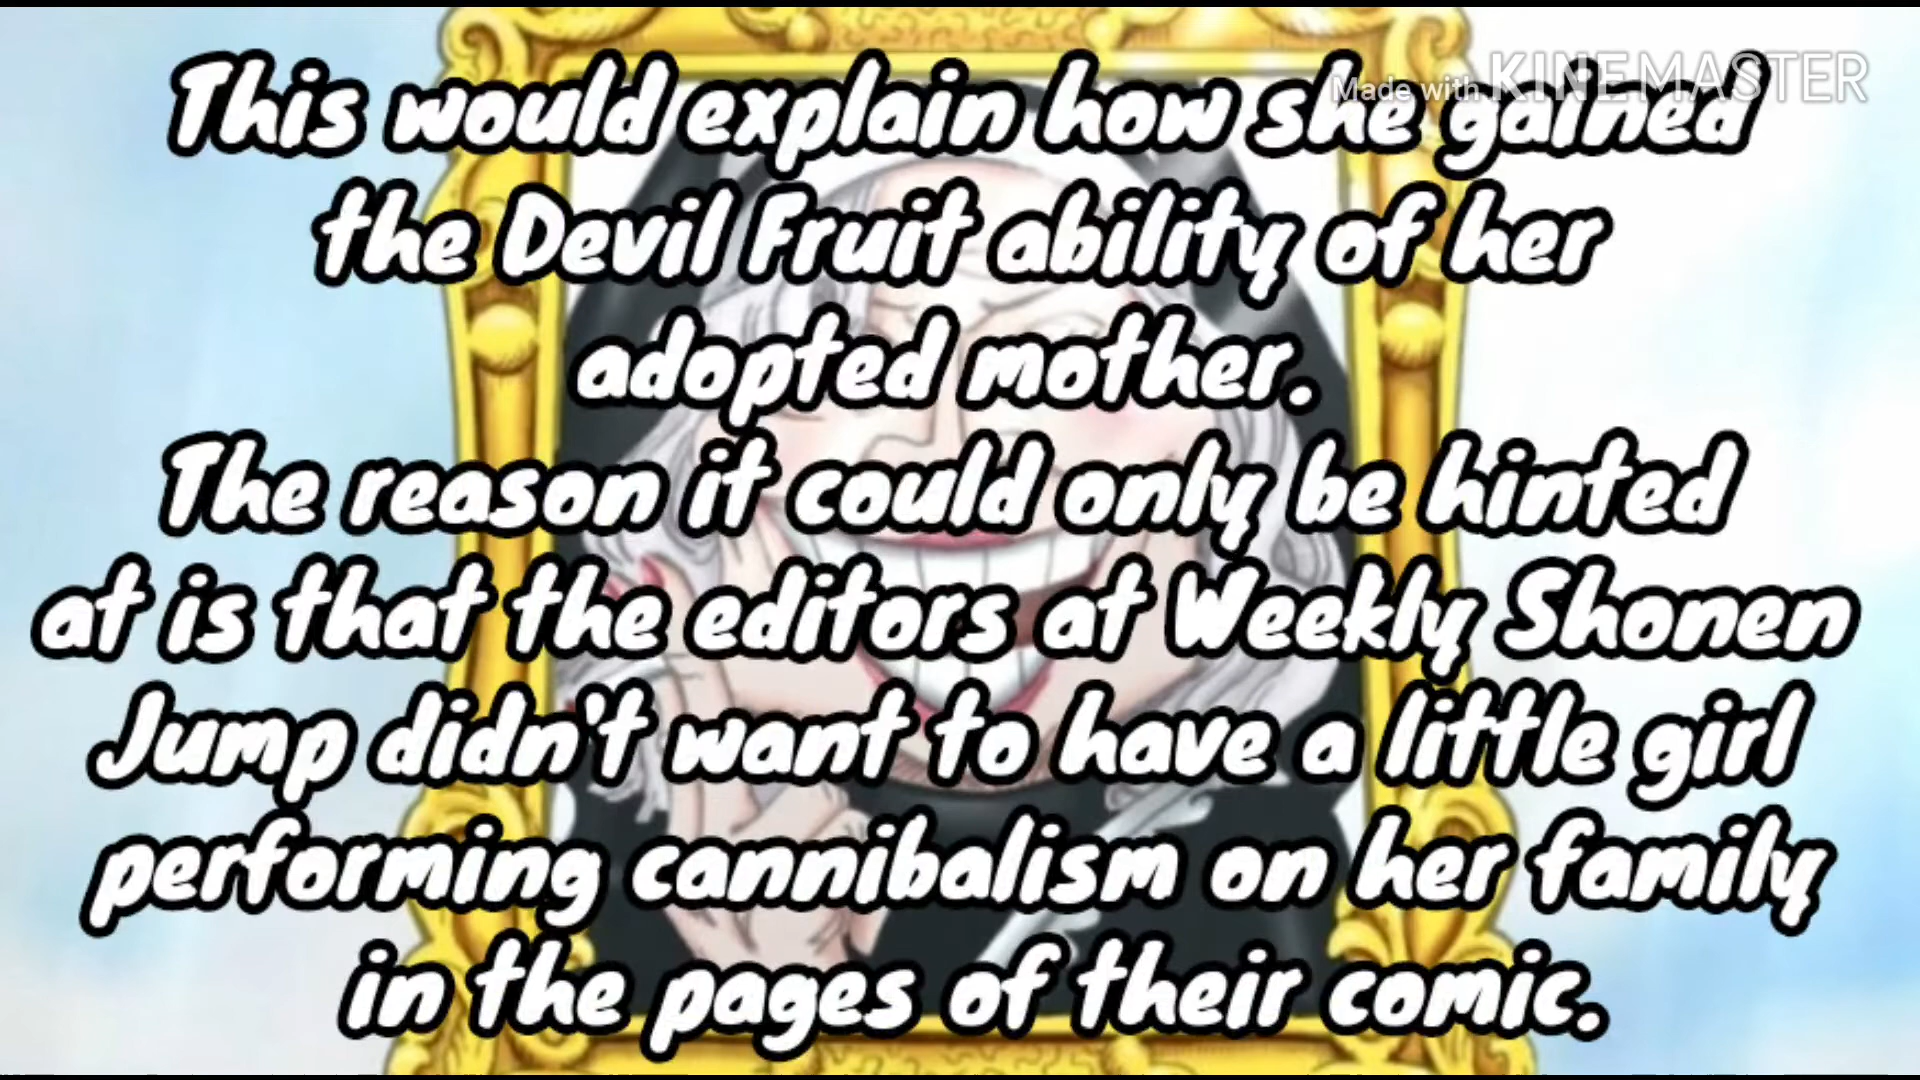 Made with KINEMASTER
This would explain how she gained
the Devil Fruit ability of her
adopted mother.
The reason it could only be hinted
at is that the editors at Weekly Shonen
Jump didn't want to have a little girl
performing cannibalism on her family
in the pages of their comic.